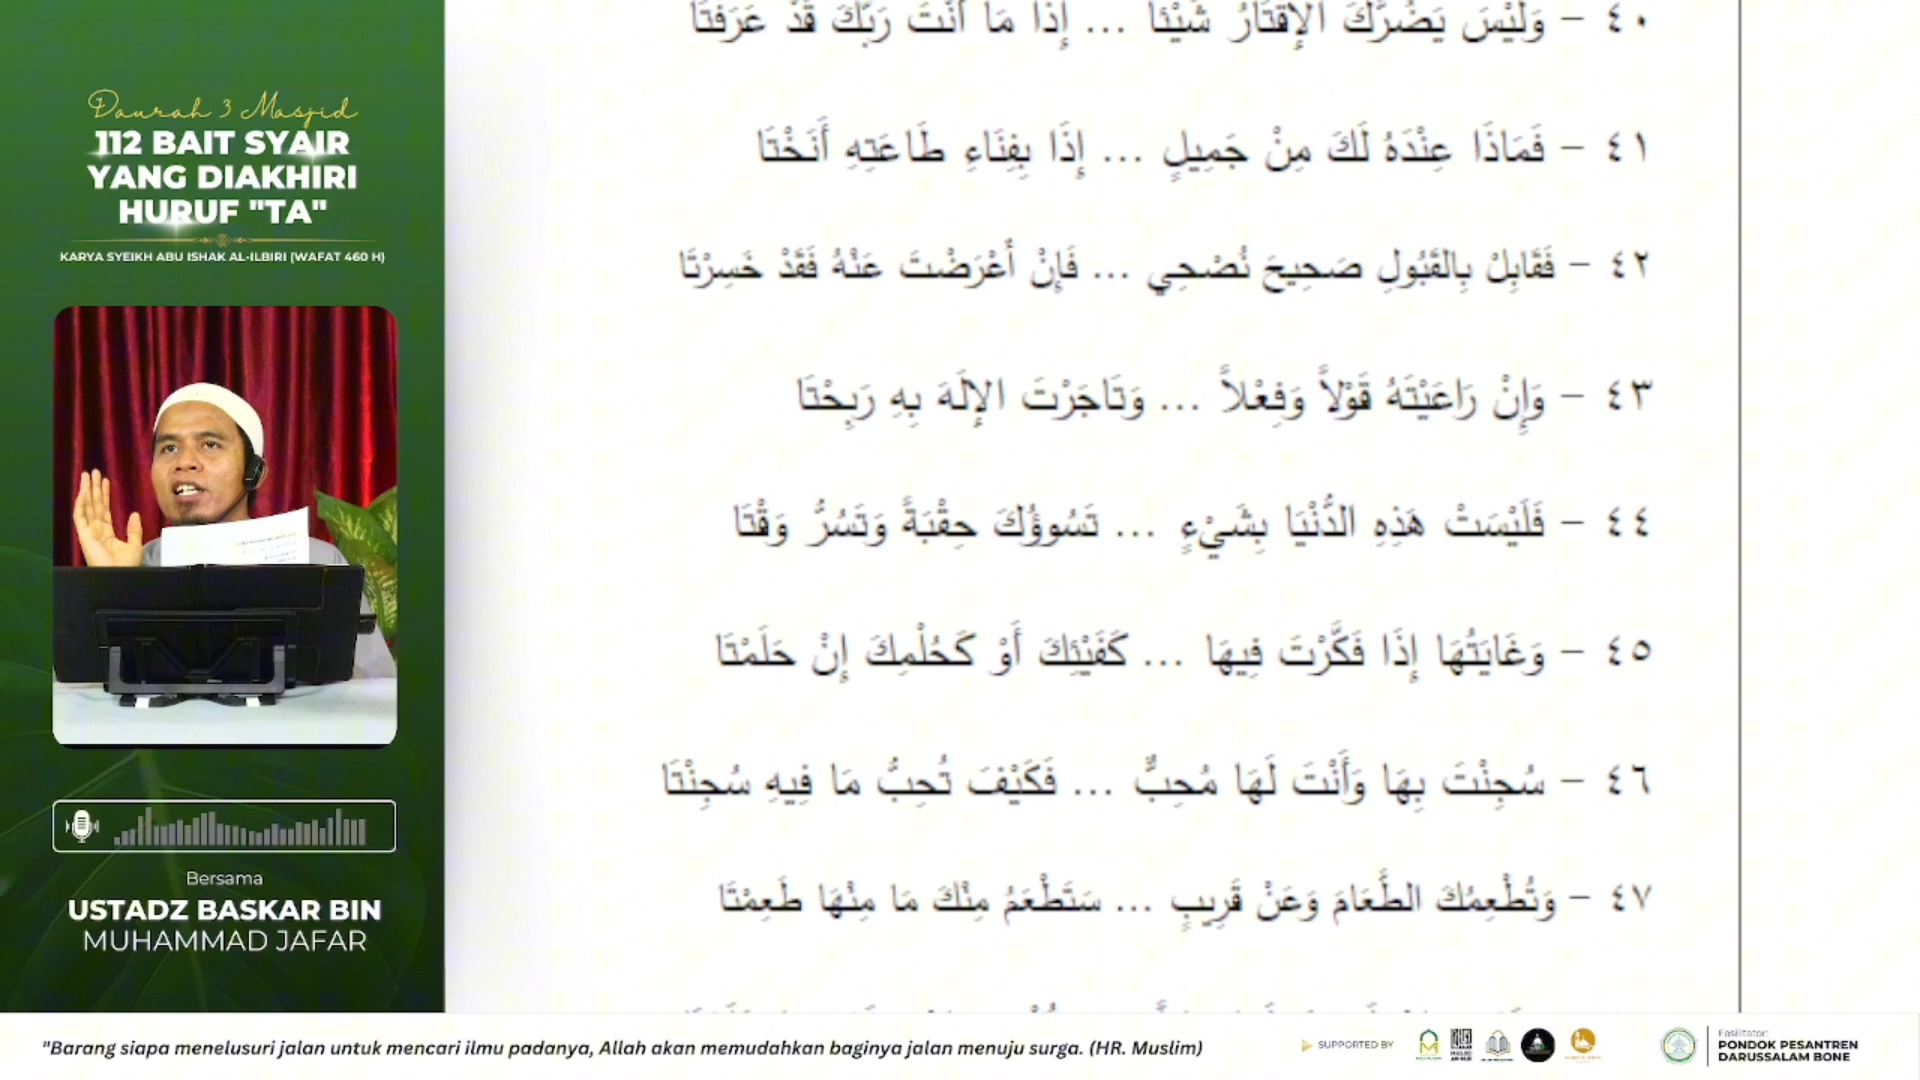 Daurah 3 Masjid
112 BAIT SYAIR
YANG DIAKHIRI
HURUF "TA"
KARYA SYEIKH ABU ISHAK AL-ILBIRI (WAFAT 460 H)
Bersama
USTADZ BASKAR BIN
MUHAMMAD JAFAR
٤٠ – وَلَيْسَ يَضُرُّكَ الإِقْتَارُ شَيْئًا ... إِذَا مَا أَنْتَ رَبَّكَ قَدْ عَرَفْتَا
٤١ – فَمَاذَا عِنْدَهُ لَكَ مِنْ جَمِيلٍ ... إِذَا بِفِنَاءِ طَاعَتِهِ أَنَخْتَا
٤٢ – فَقَابِلْ بِالقَبُولِ صَحِيحَ نُصْحِي ... فَإِنْ أَعْرَضْتَ عَنْهُ فَقَدْ خَسِرْتَا
٤٣ – وَإِنْ رَاعَيْتَهُ قَوْلاً وَفِعْلاً ... وَتَاجَرْتَ الإِلَهَ بِهِ رَبِحْتَا
٤٤ – فَلَيْسَتْ هَذِهِ الدُّنْيَا بِشَيْءٍ ... تَسُوؤُكَ حِقْبَةً وَتَسُرُّ وَقْتَا
٤٥ – وَغَايَتُهَا إِذَا فَكَّرْتَ فِيهَا ... كَفَيْئِكَ أَوْ كَحُلْمِكَ إِنْ حَلَمْتَا
٤٦ – سُجِنْتَ بِهَا وَأَنْتَ لَهَا مُحِبٌّ ... فَكَيْفَ تُحِبُّ مَا فِيهِ سُجِنْتَا
٤٧ – وَتُطْعِمُكَ الطَّعَامَ وَعَنْ قَرِيبٍ ... سَتَطْعَمُ مِنْكَ مَا مِنْهَا طَعِمْتَا
"Barang siapa menelusuri jalan untuk mencari ilmu padanya, Allah akan memudahkan baginya jalan menuju surga. (HR. Muslim)
SUPPORTED BY
Fasilitator:
PONDOK PESANTREN
DARUSSALAM BONE